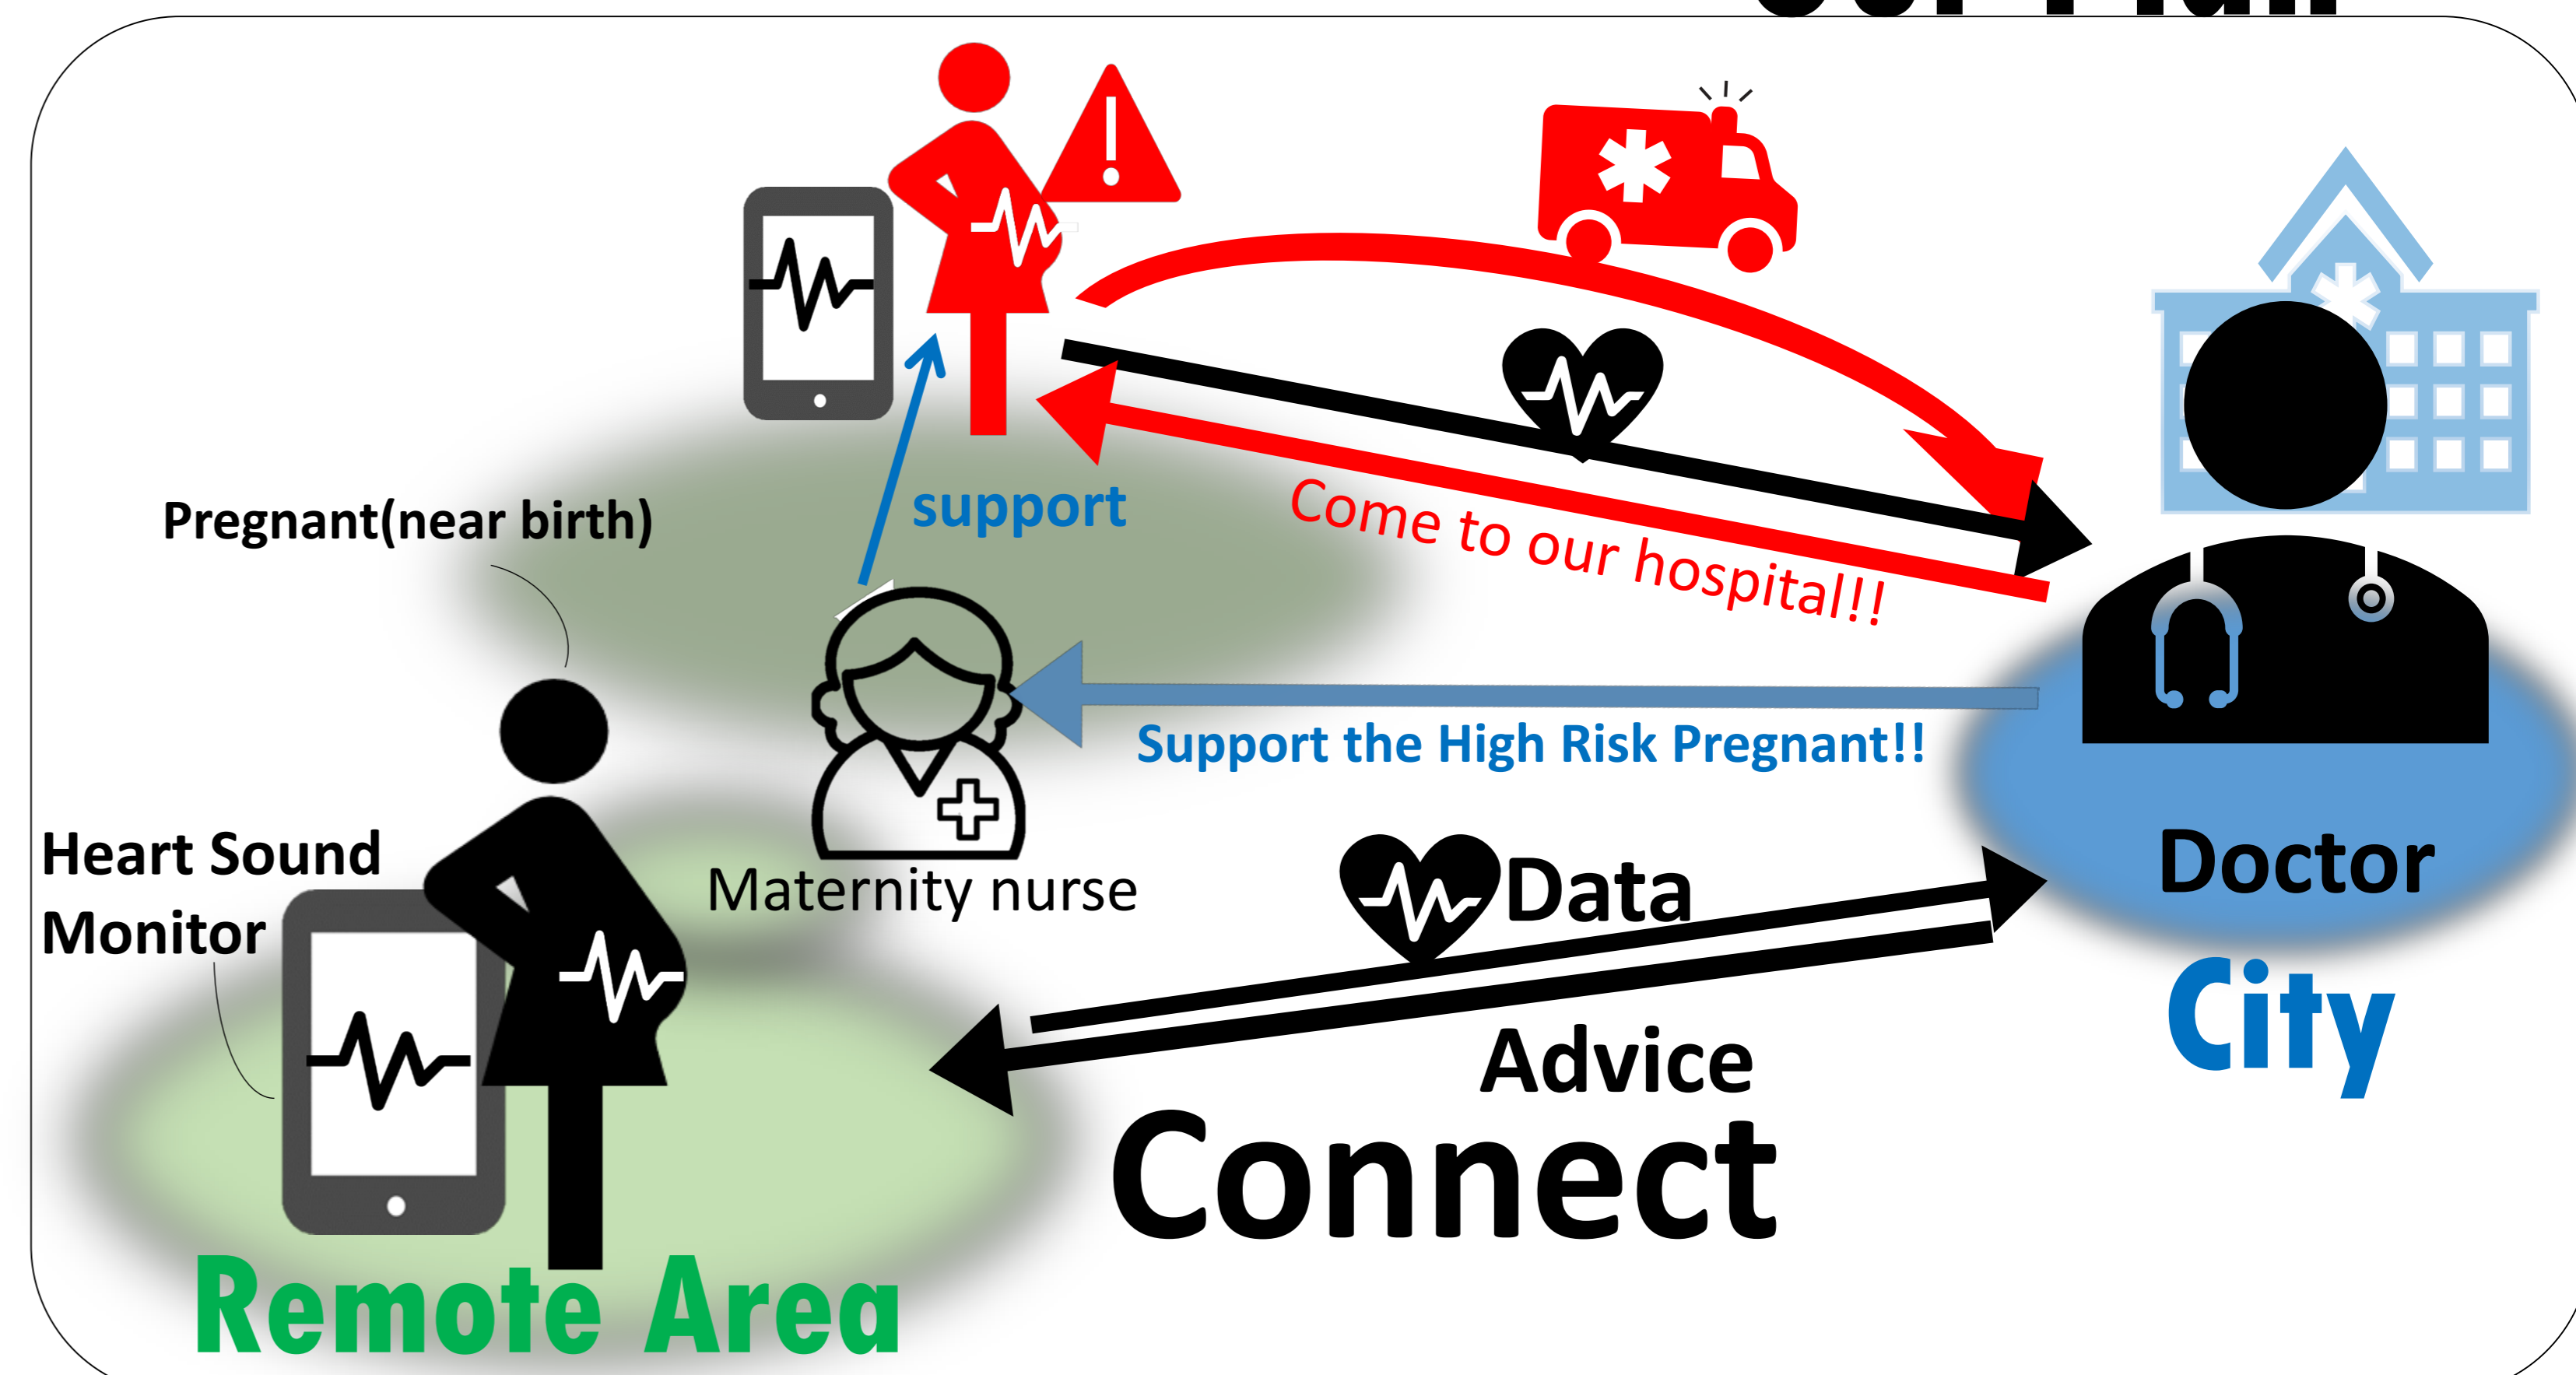 support
Come to our hospital!!
Pregnant(near birth)
Support the High Risk Pregnant!!
Heart Sound
Monitor
Maternity nurse
Data
Doctor
City
Advice
Connect
Remote Area